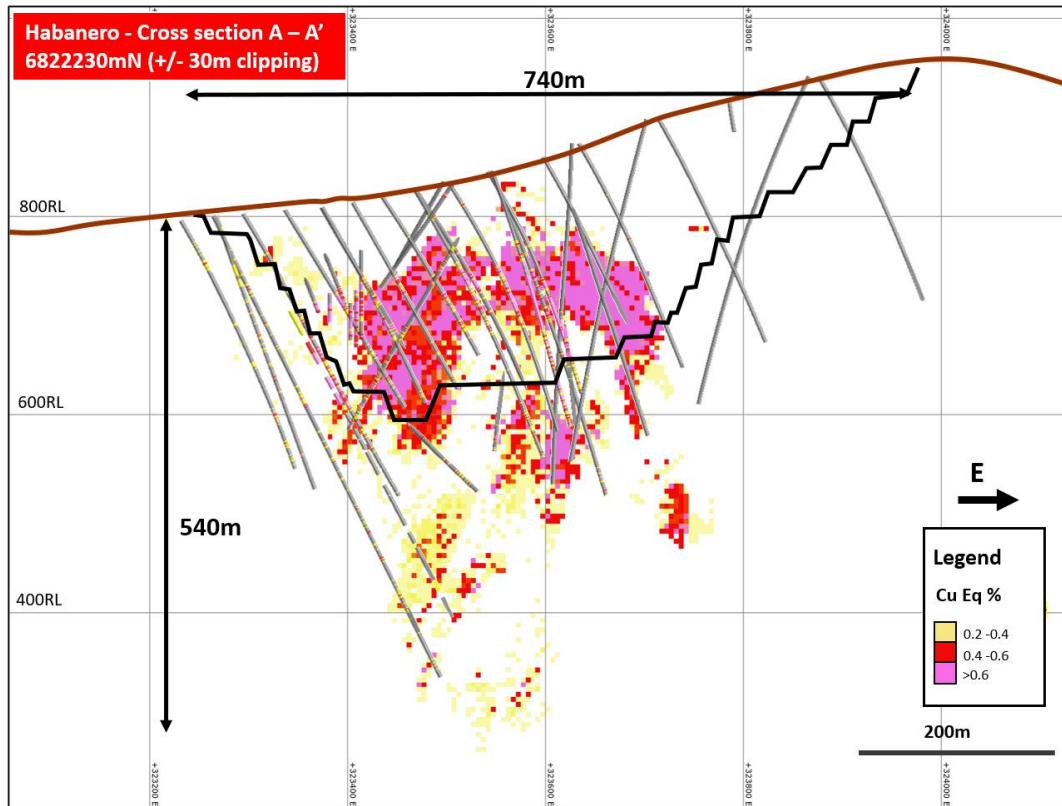 Habanero - Cross section A – A'
6822230mN (+/- 30m clipping)
+323400 E
+323600 E
+323800 E
+324000 E
740m
800RL
600RL
540m
E
400RL
Legend
Cu Eq %
0.2 -0.4
0.4 -0.6
>0.6
200m
+323200 E
+323400 E
+323600 E
+323800 E
+324000 E